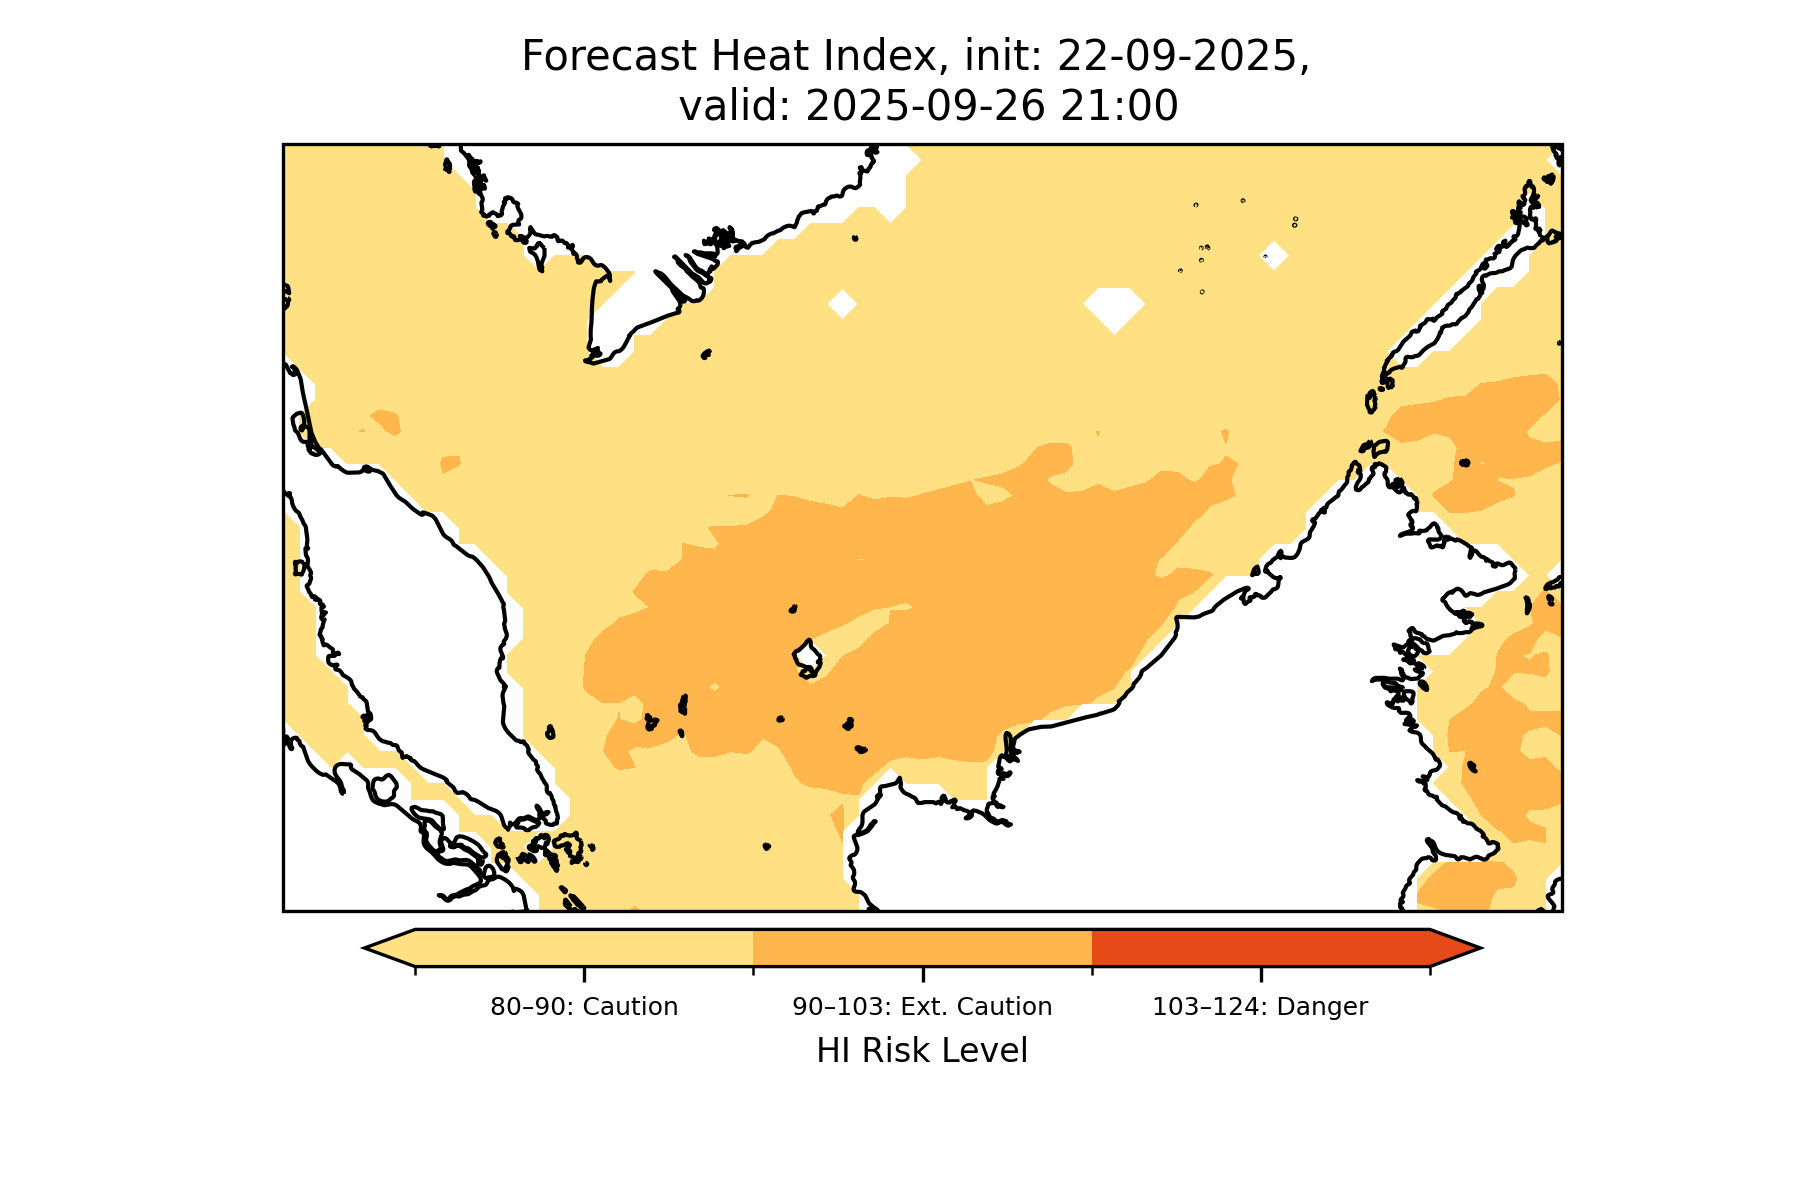 Forecast Heat Index, init: 22-09-2025,
valid: 2025-09-26 21:00
80–90: Caution
90–103: Ext. Caution
103–124: Danger
HI Risk Level